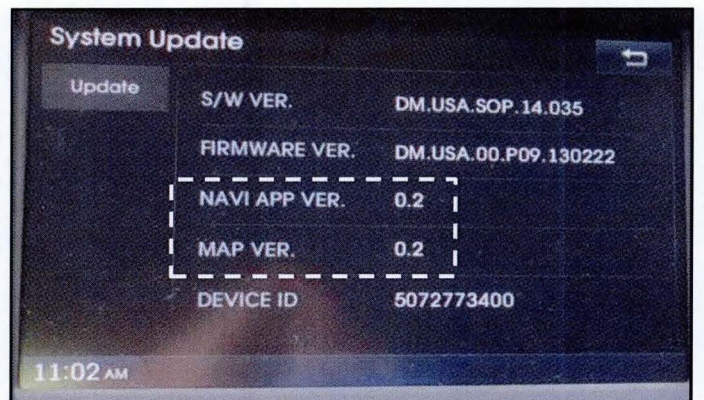 System Update
Update
S/W VER. DM.USA.SOP.14.035
FIRMWARE VER. DM.USA.00.P09.130222
NAVI APP VER. 0.2
MAP VER. 0.2
DEVICE ID 5072773400
11:02 AM